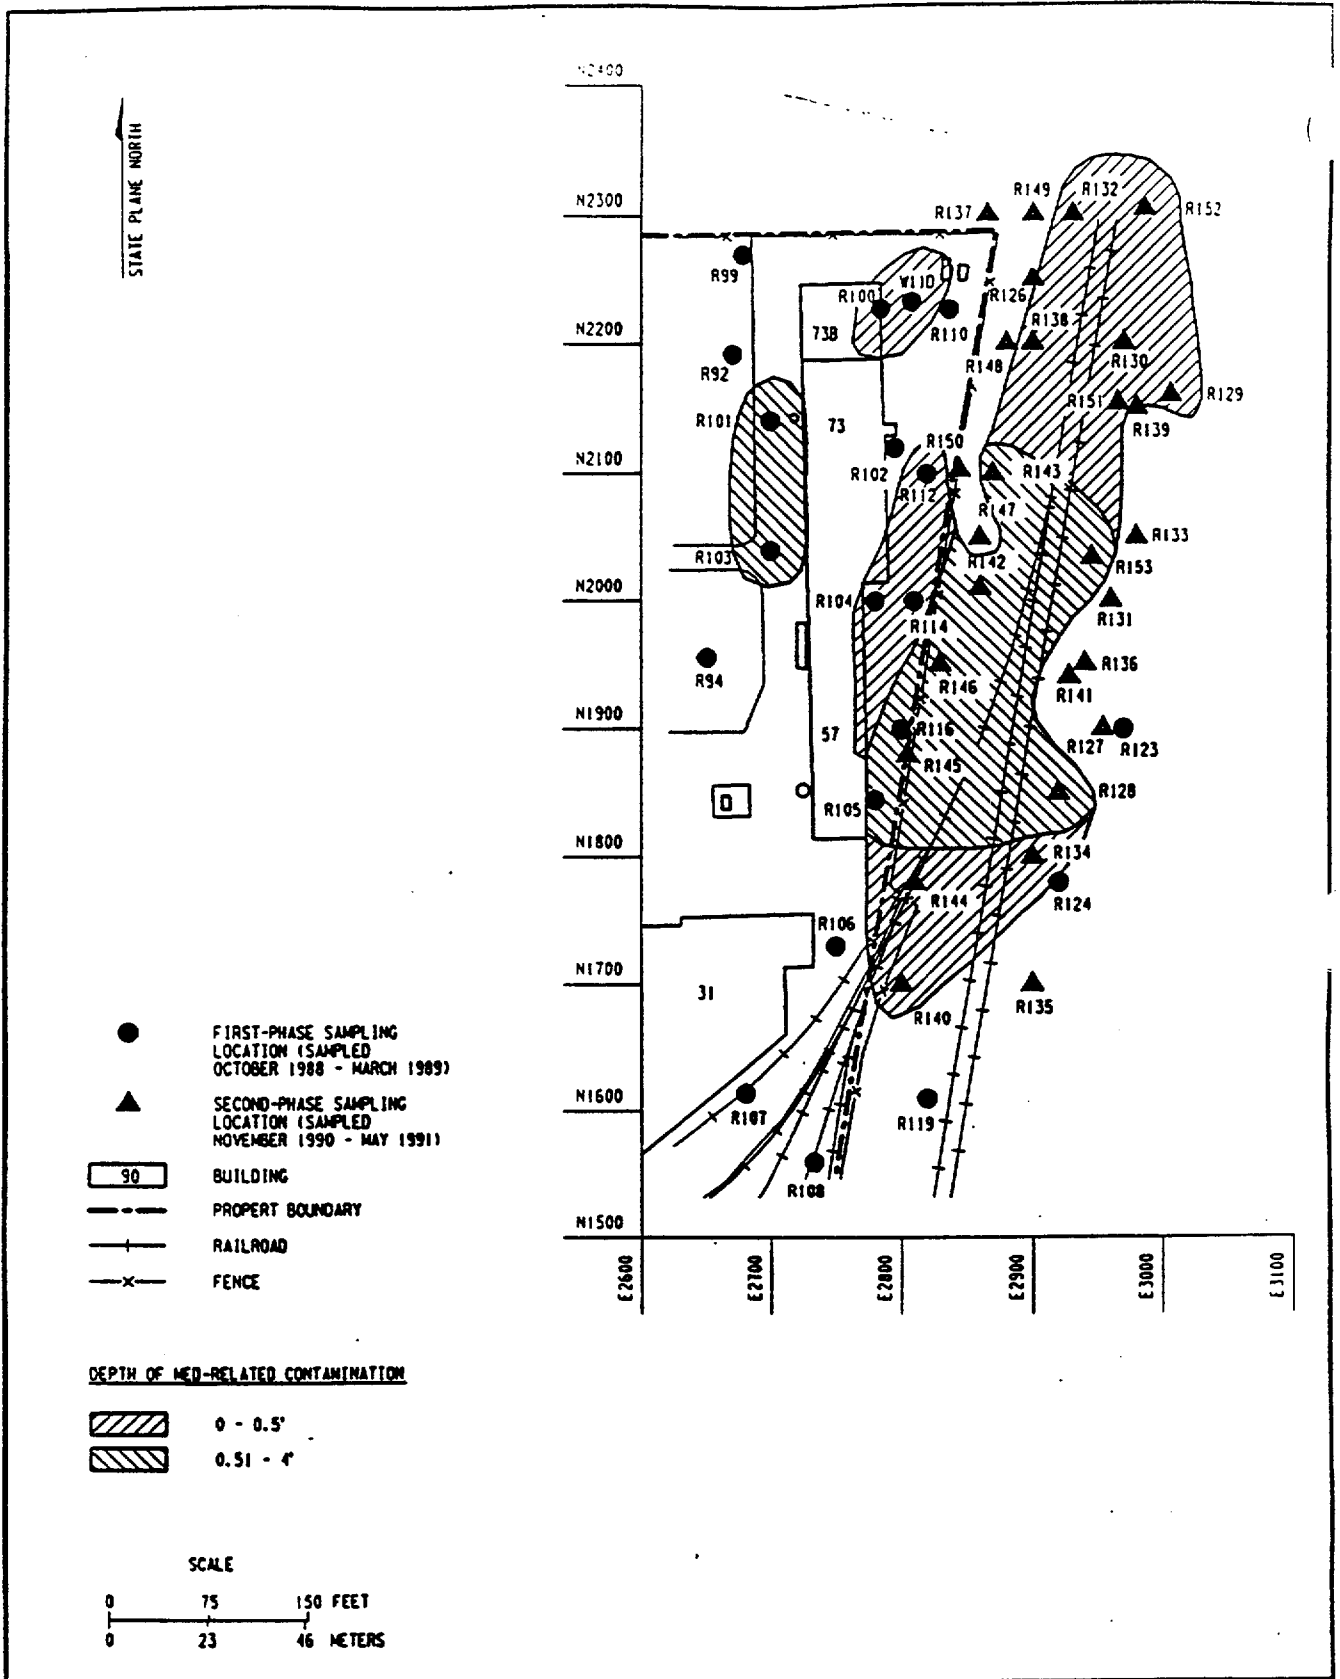 N2400
STATE PLANE NORTH
N2300
R137
R149
R132
R152
R99
R100
W11D
R126
N2200
73B
R110
R138
R148
R130
R92
R151
R129
R101
73
R139
R150
N2100
R102
R112
R143
R147
R133
R103
R142
R153
N2000
R104
R114
R131
R94
R146
R136
R141
N1900
57
R116
R127
R123
R145
R105
R128
N1800
R134
R106
R144
R124
N1700
31
R140
R135
N1600
R107
R119
R108
N1500
E2600
E2700
E2800
E2900
E3000
E3100
FIRST-PHASE SAMPLING
LOCATION (SAMPLED
OCTOBER 1988 - MARCH 1989)
SECOND-PHASE SAMPLING
LOCATION (SAMPLED
NOVEMBER 1990 - MAY 1991)
90 BUILDING
PROPERT BOUNDARY
RAILROAD
FENCE
DEPTH OF MED-RELATED CONTAMINATION
0 - 0.5'
0.51 - 4'
SCALE
0 75 150 FEET
0 23 46 METERS